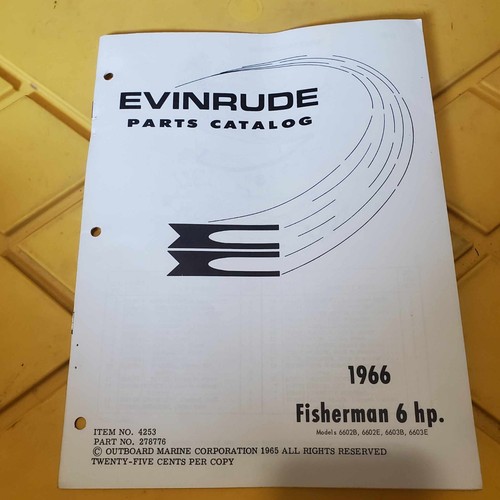 EVINRUDE
PARTS CATALOG
1966
Fisherman 6 hp.
Models 6602B, 6602E, 6603B, 6603E
ITEM NO. 4253
PART NO. 278776
© OUTBOARD MARINE CORPORATION 1965 ALL RIGHTS RESERVED
TWENTY-FIVE CENTS PER COPY